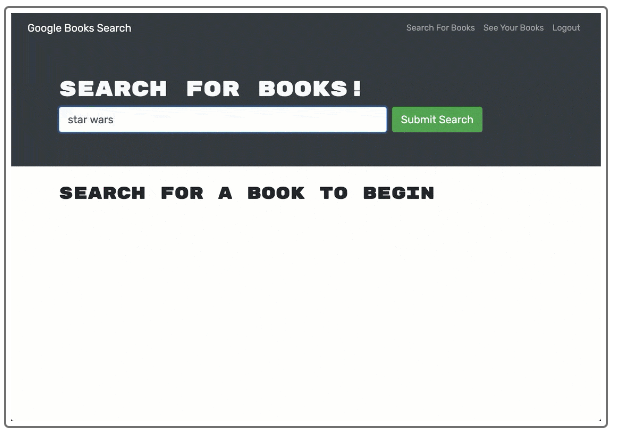 Google Books Search Search For Books See Your Books Logout
SEARCH FOR BOOKS!
star wars Submit Search
SEARCH FOR A BOOK TO BEGIN